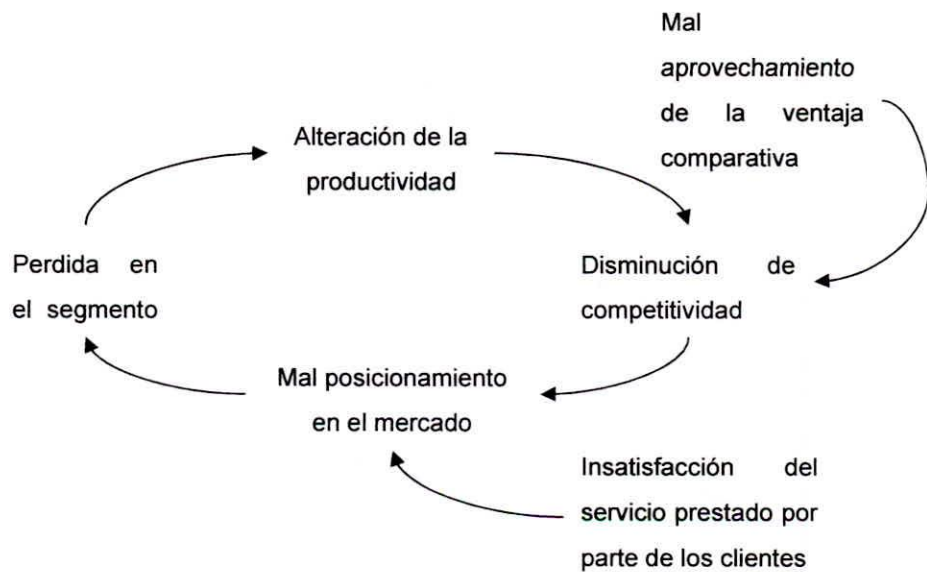 Mal
aprovechamiento
de la ventaja
comparativa
Alteración de la
productividad
Perdida en
el segmento
Disminución de
competitividad
Mal posicionamiento
en el mercado
Insatisfacción del
servicio prestado por
parte de los clientes